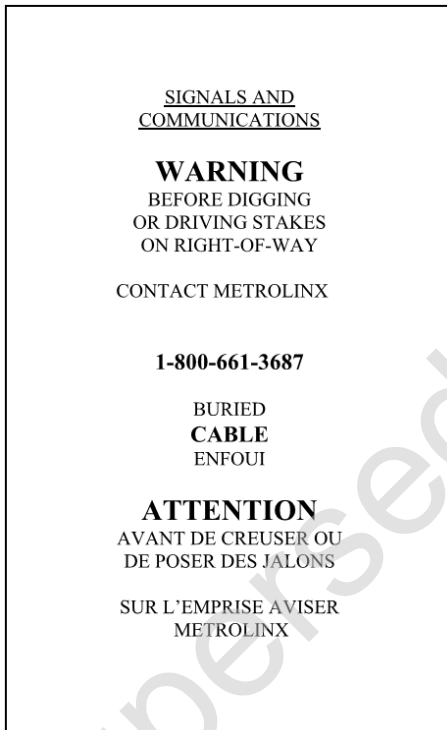 SIGNALS AND
COMMUNICATIONS
WARNING
BEFORE DIGGING
OR DRIVING STAKES
ON RIGHT-OF-WAY
CONTACT METROLINX
1-800-661-3687
BURIED
CABLE
ENFOUI
ATTENTION
AVANT DE CREUSER OU
DE POSER DES JALONS
SUR L'EMPRISE AVISER
METROLINX